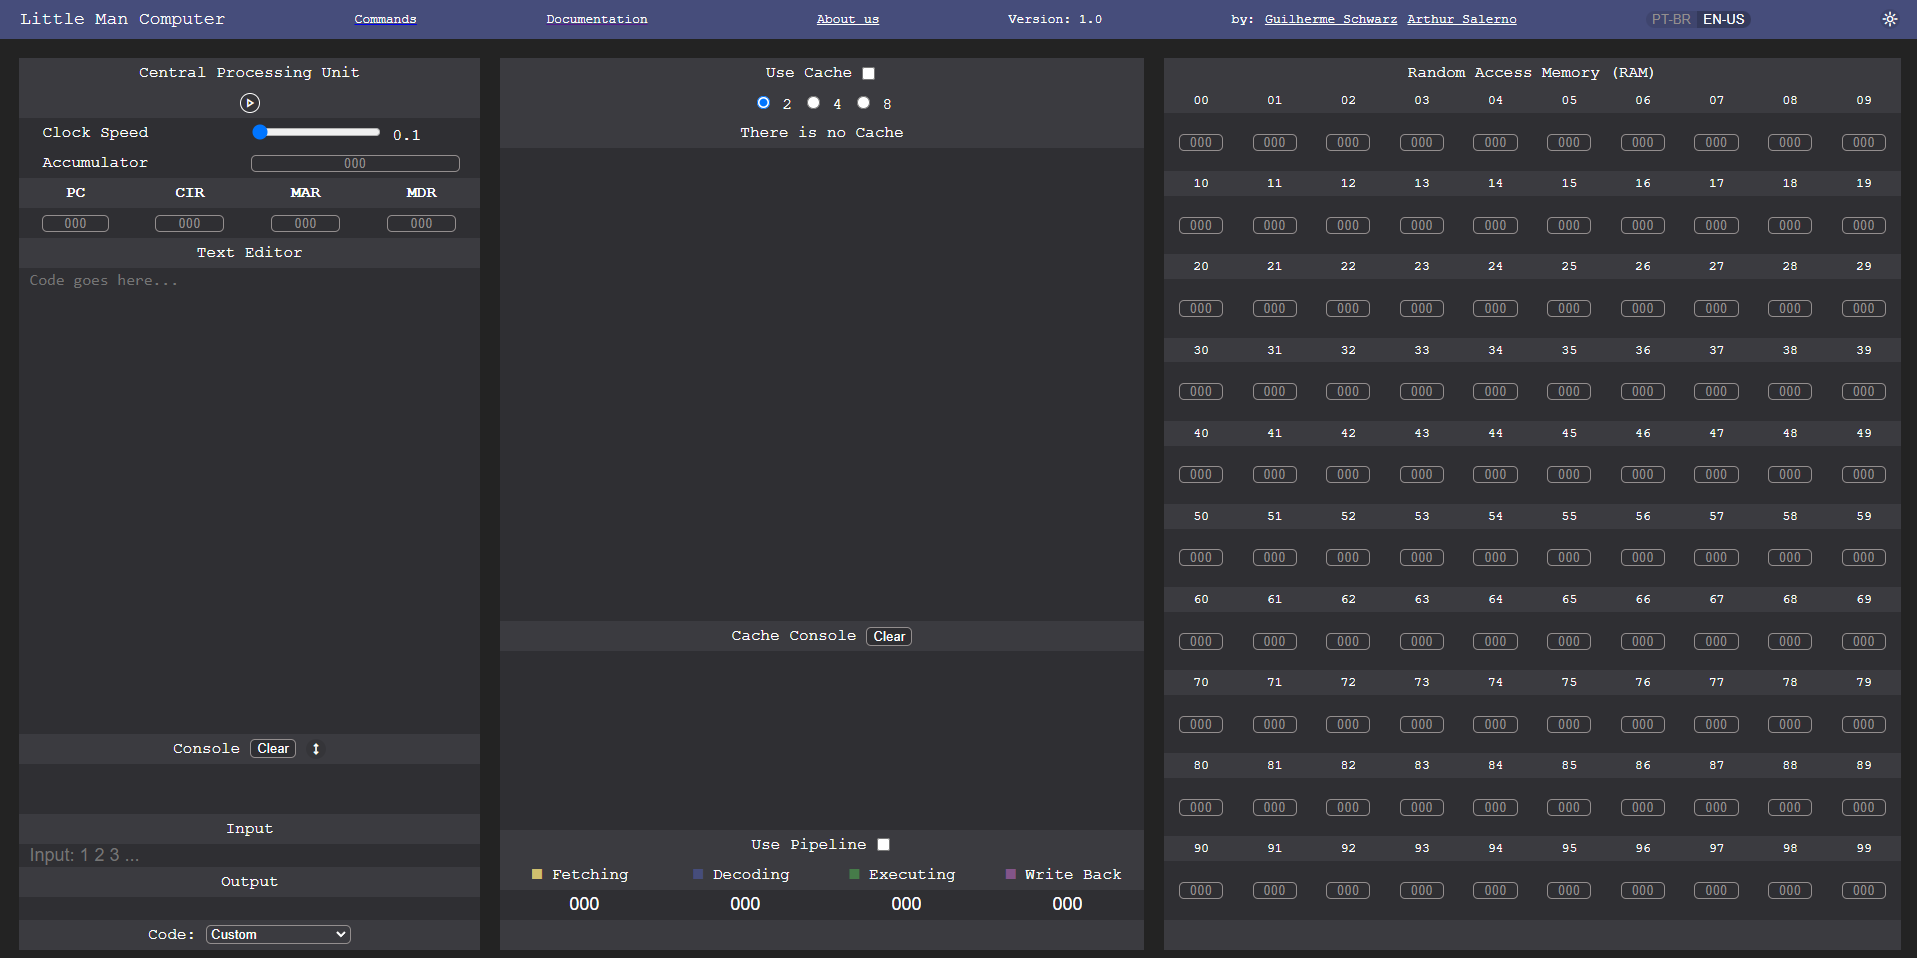 Little Man Computer Commands Documentation About us Version: 1.0 by: Guilherme Schwarz Arthur Salerno PT-BR EN-US
Central Processing Unit
Clock Speed 0.1
Accumulator 000
PC CIR MAR MDR
000 000 000 000
Text Editor
Code goes here...
Console Clear
Input
Input: 1 2 3 ...
Output
Code: Custom
Use Cache
2 4 8
There is no Cache
Cache Console Clear
Use Pipeline
Fetching Decoding Executing Write Back
000 000 000 000
Random Access Memory (RAM)
00 01 02 03 04 05 06 07 08 09
000 000 000 000 000 000 000 000 000 000
10 11 12 13 14 15 16 17 18 19
000 000 000 000 000 000 000 000 000 000
20 21 22 23 24 25 26 27 28 29
000 000 000 000 000 000 000 000 000 000
30 31 32 33 34 35 36 37 38 39
000 000 000 000 000 000 000 000 000 000
40 41 42 43 44 45 46 47 48 49
000 000 000 000 000 000 000 000 000 000
50 51 52 53 54 55 56 57 58 59
000 000 000 000 000 000 000 000 000 000
60 61 62 63 64 65 66 67 68 69
000 000 000 000 000 000 000 000 000 000
70 71 72 73 74 75 76 77 78 79
000 000 000 000 000 000 000 000 000 000
80 81 82 83 84 85 86 87 88 89
000 000 000 000 000 000 000 000 000 000
90 91 92 93 94 95 96 97 98 99
000 000 000 000 000 000 000 000 000 000